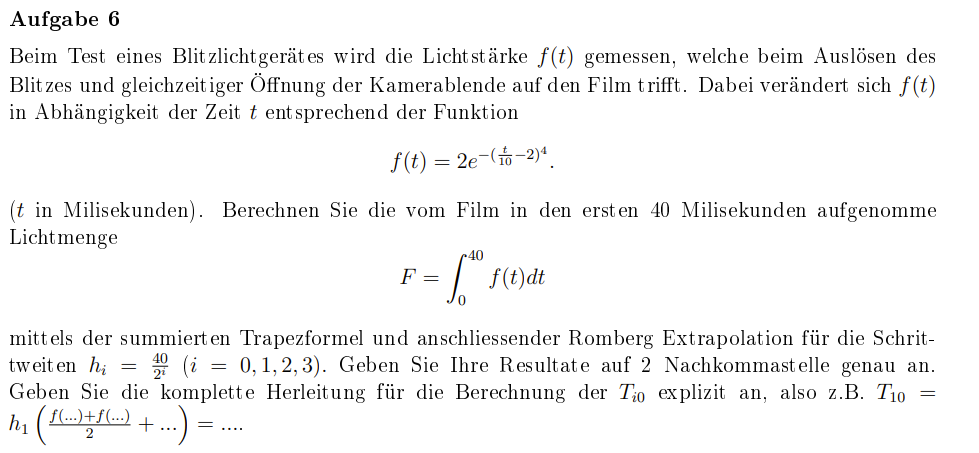 Aufgabe 6
Beim Test eines Blitzlichtgerätes wird die Lichtstärke f(t) gemessen, welche beim Auslösen des
Blitzes und gleichzeitiger Öffnung der Kamerablende auf den Film trifft. Dabei verändert sich f(t)
in Abhängigkeit der Zeit t entsprechend der Funktion
f(t) = 2e^{-(\frac{t}{10}-2)^4}.
(t in Milisekunden). Berechnen Sie die vom Film in den ersten 40 Milisekunden aufgenomme
Lichtmenge
F = \int_0^{40} f(t)dt
mittels der summierten Trapezformel und anschliessender Romberg Extrapolation für die Schrit-
tweiten h_i = \frac{40}{2^i} (i = 0, 1, 2, 3). Geben Sie Ihre Resultate auf 2 Nachkommastelle genau an.
Geben Sie die komplette Herleitung für die Berechnung der T_{i0} explizit an, also z.B. T_{10} =
h_1 \left( \frac{f(...)+f(...)}{2} + ... \right) = ....